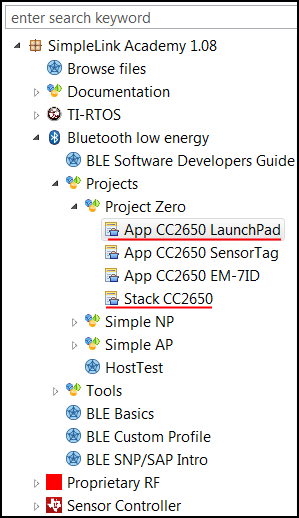 enter search keyword
SimpleLink Academy 1.08
Browse files
Documentation
TI-RTOS
Bluetooth low energy
BLE Software Developers Guide
Projects
Project Zero
App CC2650 LaunchPad
App CC2650 SensorTag
App CC2650 EM-7ID
Stack CC2650
Simple NP
Simple AP
HostTest
Tools
BLE Basics
BLE Custom Profile
BLE SNP/SAP Intro
Proprietary RF
Sensor Controller